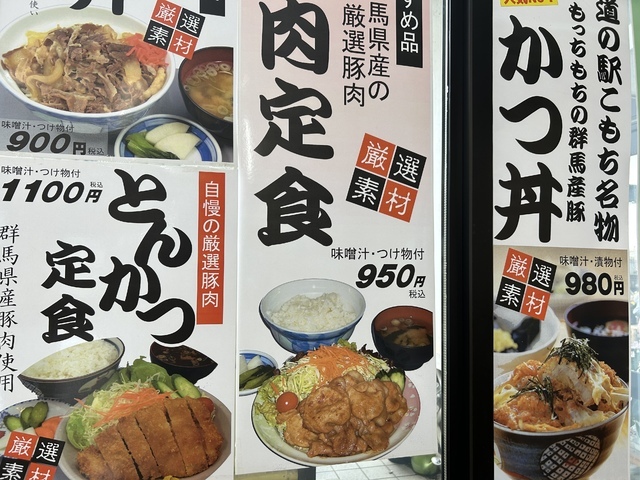 厳選
素材
味噌汁・つけ物付
900円
税込
味噌汁・つけ物付
1100円
税込
とんかつ
定食
自慢の厳選豚肉
群馬県産豚肉使用
厳選
素材
すめ品
馬県産の
厳選豚肉
肉定食
厳選
素材
味噌汁・つけ物付
950円
税込
道の駅こもち名物
もっちもちの群馬産豚
かつ丼
厳選
素材
味噌汁・漬物付
980円
税込